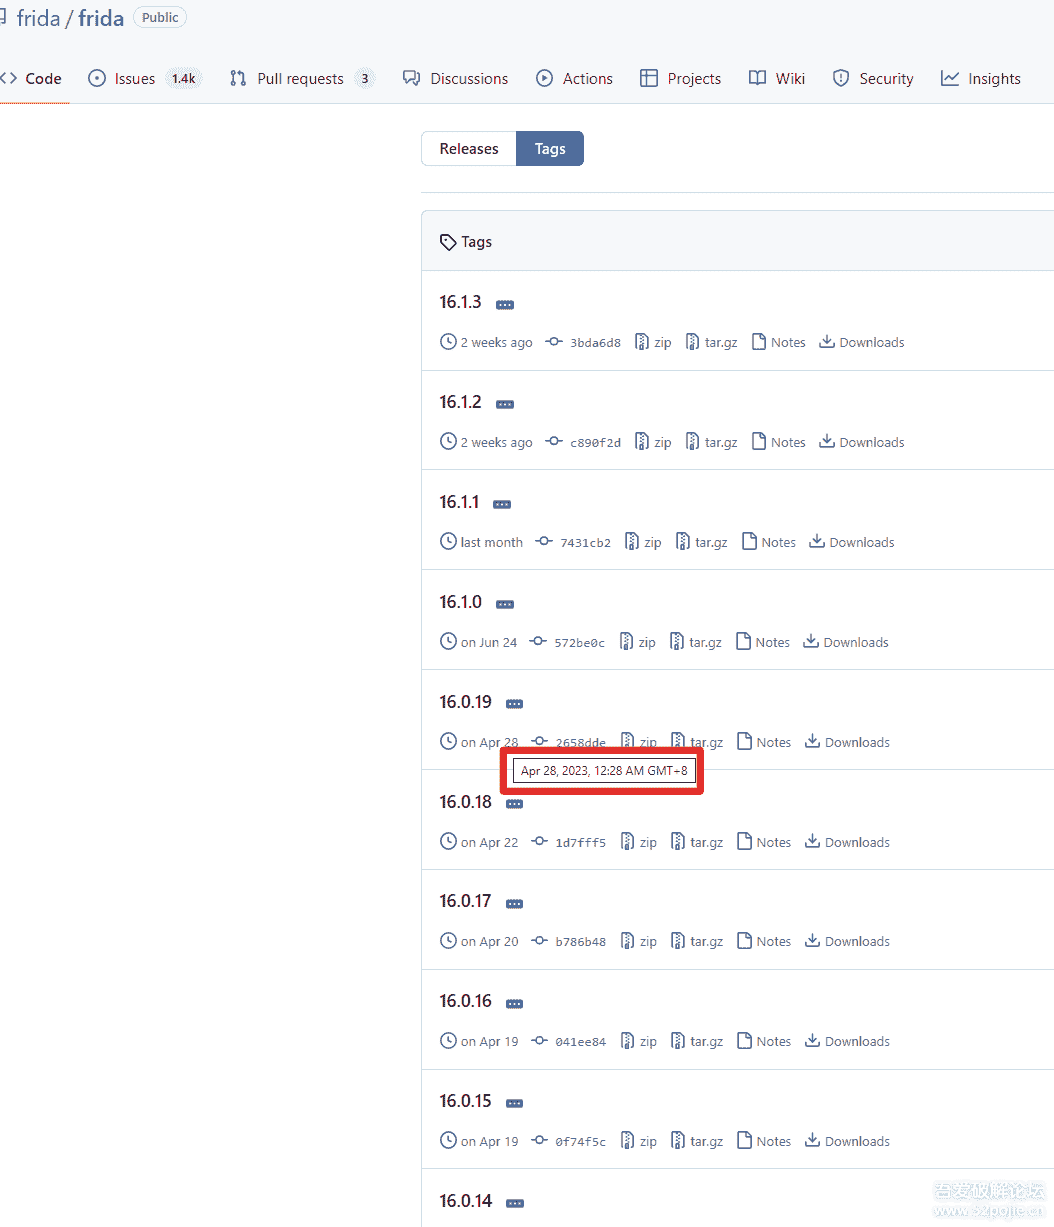 frida / frida Public
Code Issues 1.4k Pull requests 3 Discussions Actions Projects Wiki Security Insights
Releases Tags
Tags
16.1.3
2 weeks ago 3bda6d8 zip tar.gz Notes Downloads
16.1.2
2 weeks ago c890f2d zip tar.gz Notes Downloads
16.1.1
last month 7431cb2 zip tar.gz Notes Downloads
16.1.0
on Jun 24 572be0c zip tar.gz Notes Downloads
16.0.19
on Apr 28 2658dde zip tar.gz Notes Downloads
Apr 28, 2023, 12:28 AM GMT+8
16.0.18
on Apr 22 1d7fff5 zip tar.gz Notes Downloads
16.0.17
on Apr 20 b786b48 zip tar.gz Notes Downloads
16.0.16
on Apr 19 041ee84 zip tar.gz Notes Downloads
16.0.15
on Apr 19 0f74f5c zip tar.gz Notes Downloads
16.0.14
吾爱破解论坛
www.52pojie.cn